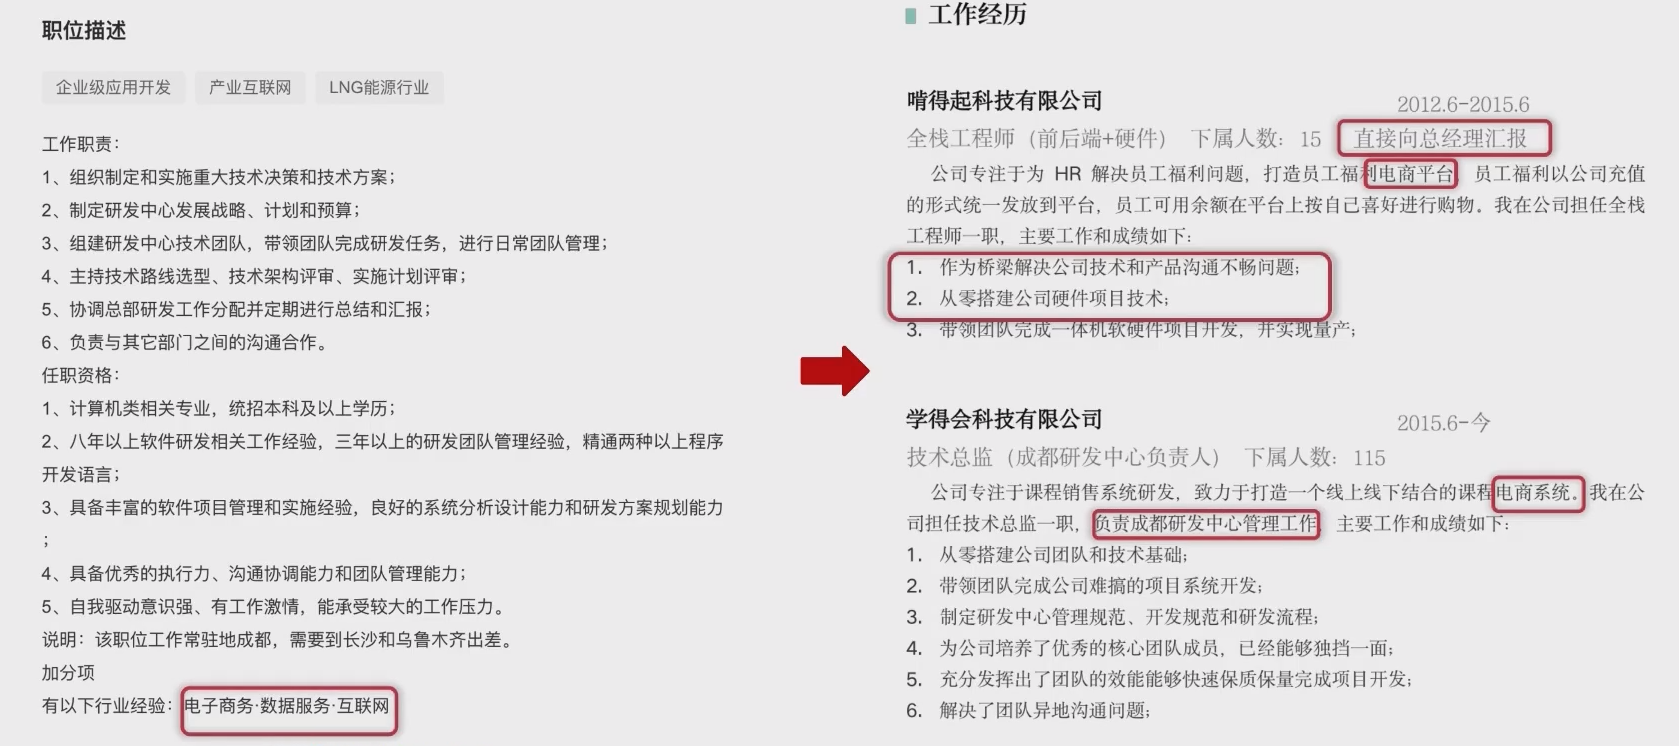 职位描述
企业级应用开发 产业互联网 LNG能源行业
工作职责：
1、组织制定和实施重大技术决策和技术方案；
2、制定研发中心发展战略、计划和预算；
3、组建研发中心技术团队，带领团队完成研发任务，进行日常团队管理；
4、主持技术路线选型、技术架构评审、实施计划评审；
5、协调总部研发工作分配并定期进行总结和汇报；
6、负责与其它部门之间的沟通合作。
任职资格：
1、计算机类相关专业，统招本科及以上学历；
2、八年以上软件研发相关工作经验，三年以上的研发团队管理经验，精通两种以上程序
开发语言；
3、具备丰富的软件项目管理和实施经验，良好的系统分析设计能力和研发方案规划能力
；
4、具备优秀的执行力、沟通协调能力和团队管理能力；
5、自我驱动意识强、有工作激情，能承受较大的工作压力。
说明：该职位工作常驻地成都，需要到长沙和乌鲁木齐出差。
加分项
有以下行业经验：电子商务·数据服务·互联网
工作经历
啃得起科技有限公司 2012.6-2015.6
全栈工程师（前后端+硬件） 下属人数：15 直接向总经理汇报
公司专注于为 HR 解决员工福利问题，打造员工福利电商平台，员工福利以公司充值
的形式统一发放到平台，员工可用余额在平台上按自己喜好进行购物。我在公司担任全栈
工程师一职，主要工作和成绩如下：
1. 作为桥梁解决公司技术和产品沟通不畅问题；
2. 从零搭建公司硬件项目技术；
3. 带领团队完成一体机软硬件项目开发，并实现量产；
学得会科技有限公司 2015.6-今
技术总监（成都研发中心负责人） 下属人数：115
公司专注于课程销售系统研发，致力于打造一个线上线下结合的课程电商系统。我在公
司担任技术总监一职，负责成都研发中心管理工作，主要工作和成绩如下：
1. 从零搭建公司团队和技术基础；
2. 带领团队完成公司难搞的项目系统开发；
3. 制定研发中心管理规范、开发规范和研发流程；
4. 为公司培养了优秀的核心团队成员，已经能够独挡一面；
5. 充分发挥出了团队的效能能够快速保质保量完成项目开发；
6. 解决了团队异地沟通问题；